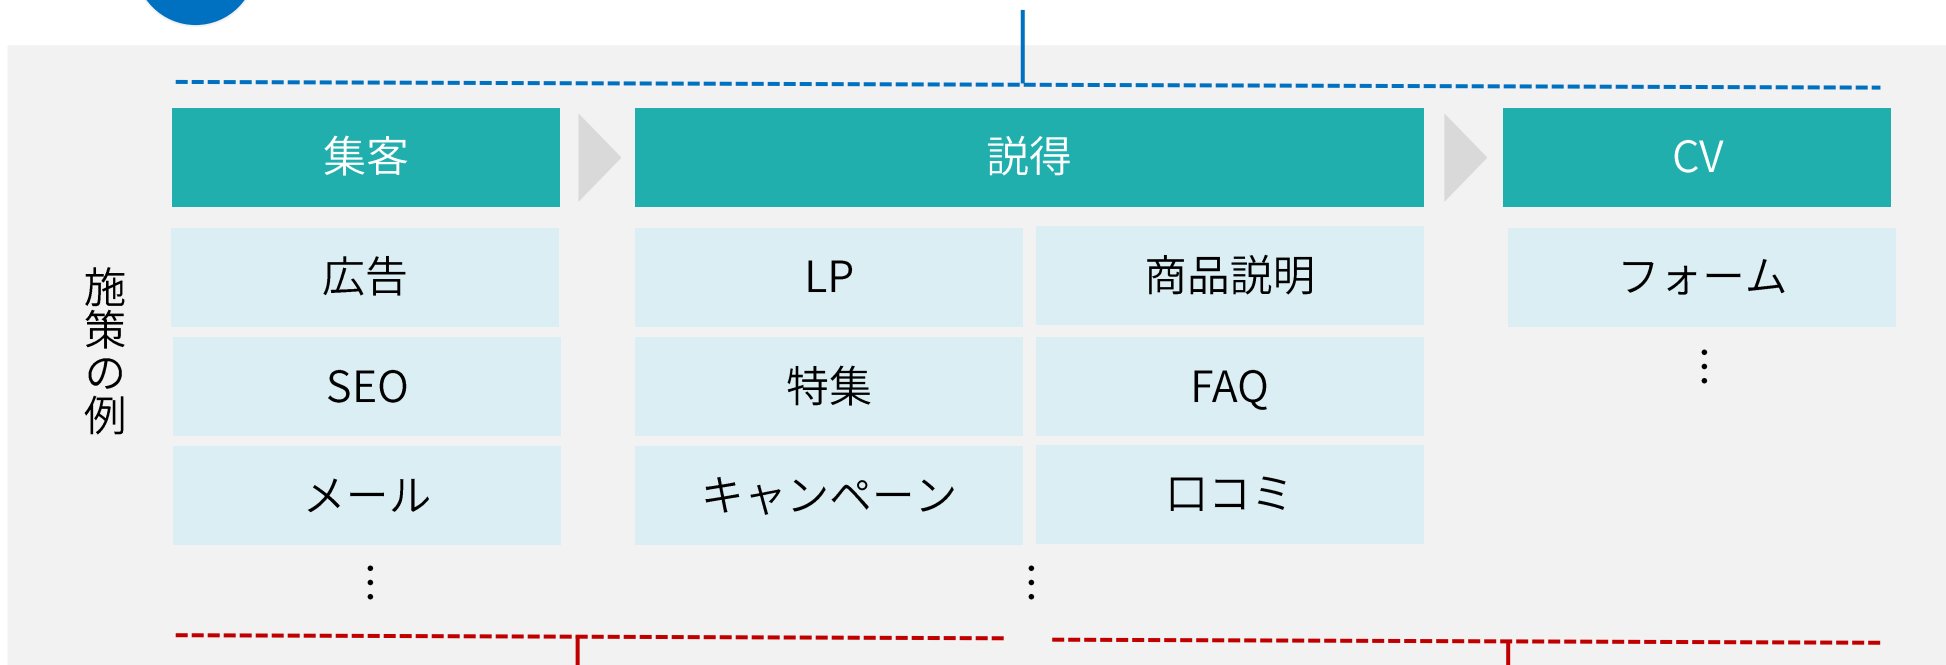 集客
説得
CV
施策の例
広告
LP
商品説明
フォーム
SEO
特集
FAQ
⋮
メール
キャンペーン
口コミ
⋮
⋮